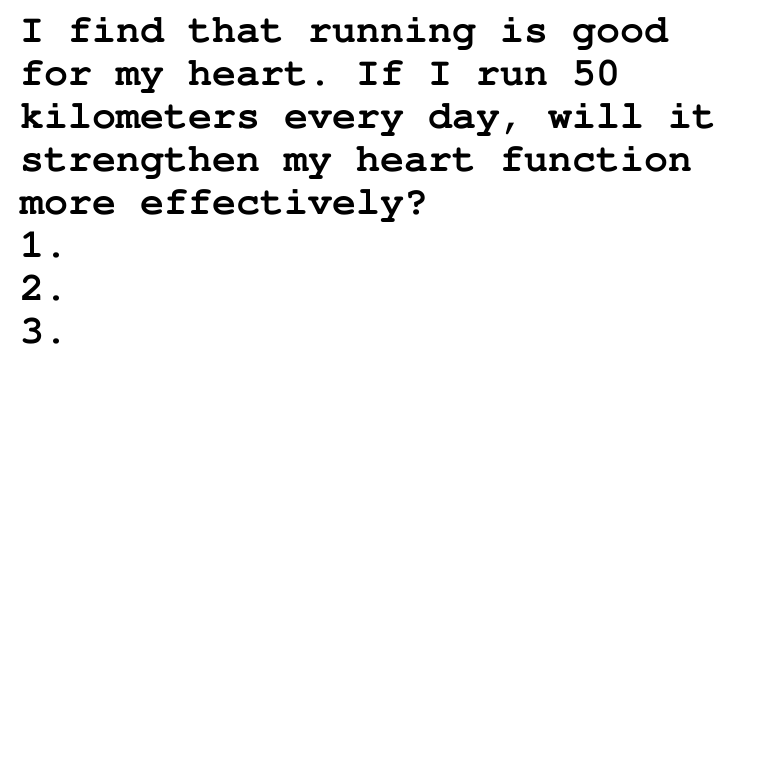 I find that running is good
for my heart. If I run 50
kilometers every day, will it
strengthen my heart function
more effectively?
1.
2.
3.